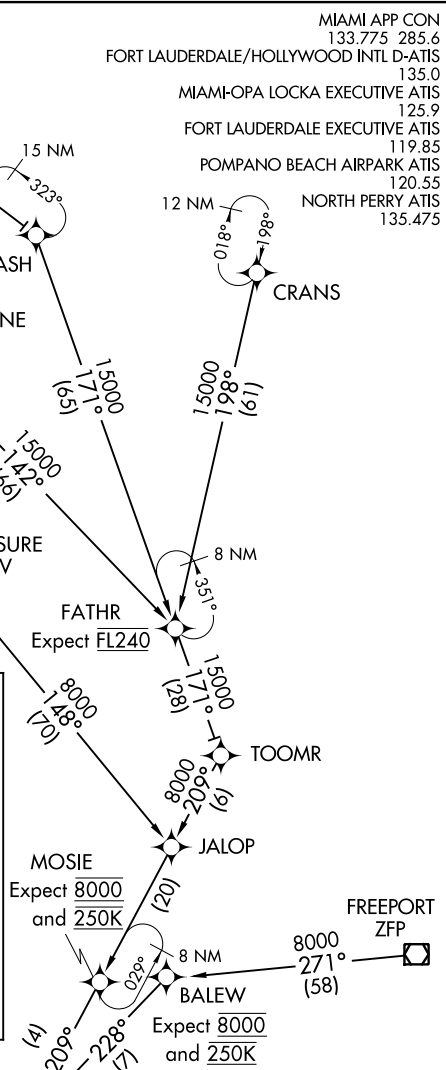 MIAMI APP CON
133.775 285.6
FORT LAUDERDALE/HOLLYWOOD INTL D-ATIS
135.0
MIAMI-OPA LOCKA EXECUTIVE ATIS
125.9
FORT LAUDERDALE EXECUTIVE ATIS
119.85
POMPANO BEACH AIRPARK ATIS
120.55
NORTH PERRY ATIS
135.475
15 NM
323°
ASH
12 NM
018°
198°
CRANS
NE
15000
171°
(65)
15000
198°
(61)
15000
142°
66)
SURE
V
8 NM
351°
FATHR
Expect FL240
15000
171°
(28)
8000
148°
(70)
TOOMR
8000
209°
(6)
JALOP
MOSIE
Expect 8000
and 250K
(20)
8 NM
029°
FREEPORT
ZFP
8000
271°
(58)
BALEW
Expect 8000
and 250K
(4)
209°
228°
(7)